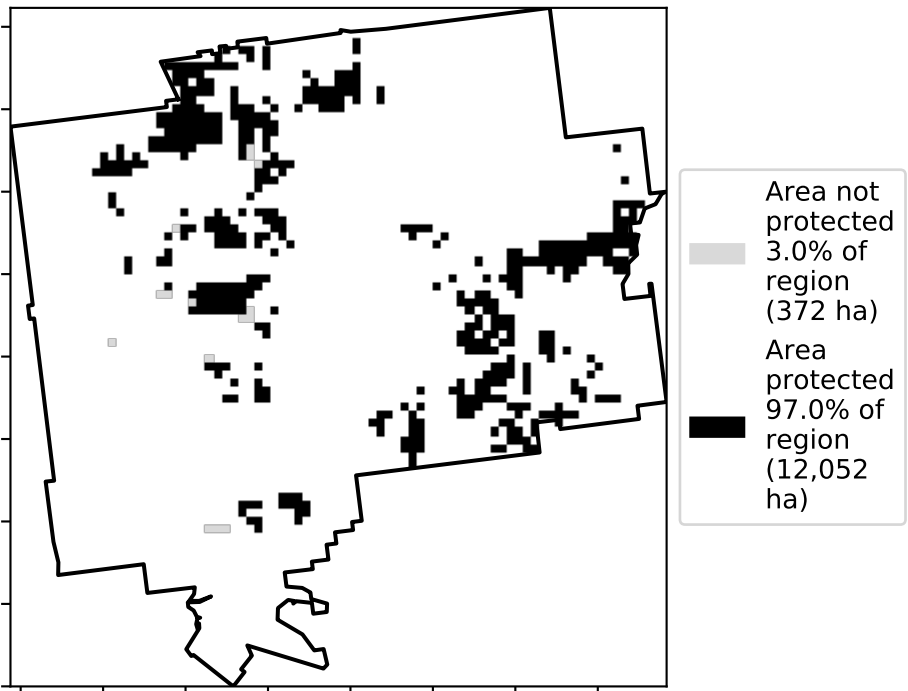 Area not
protected
3.0% of
region
(372 ha)
Area
protected
97.0% of
region
(12,052
ha)